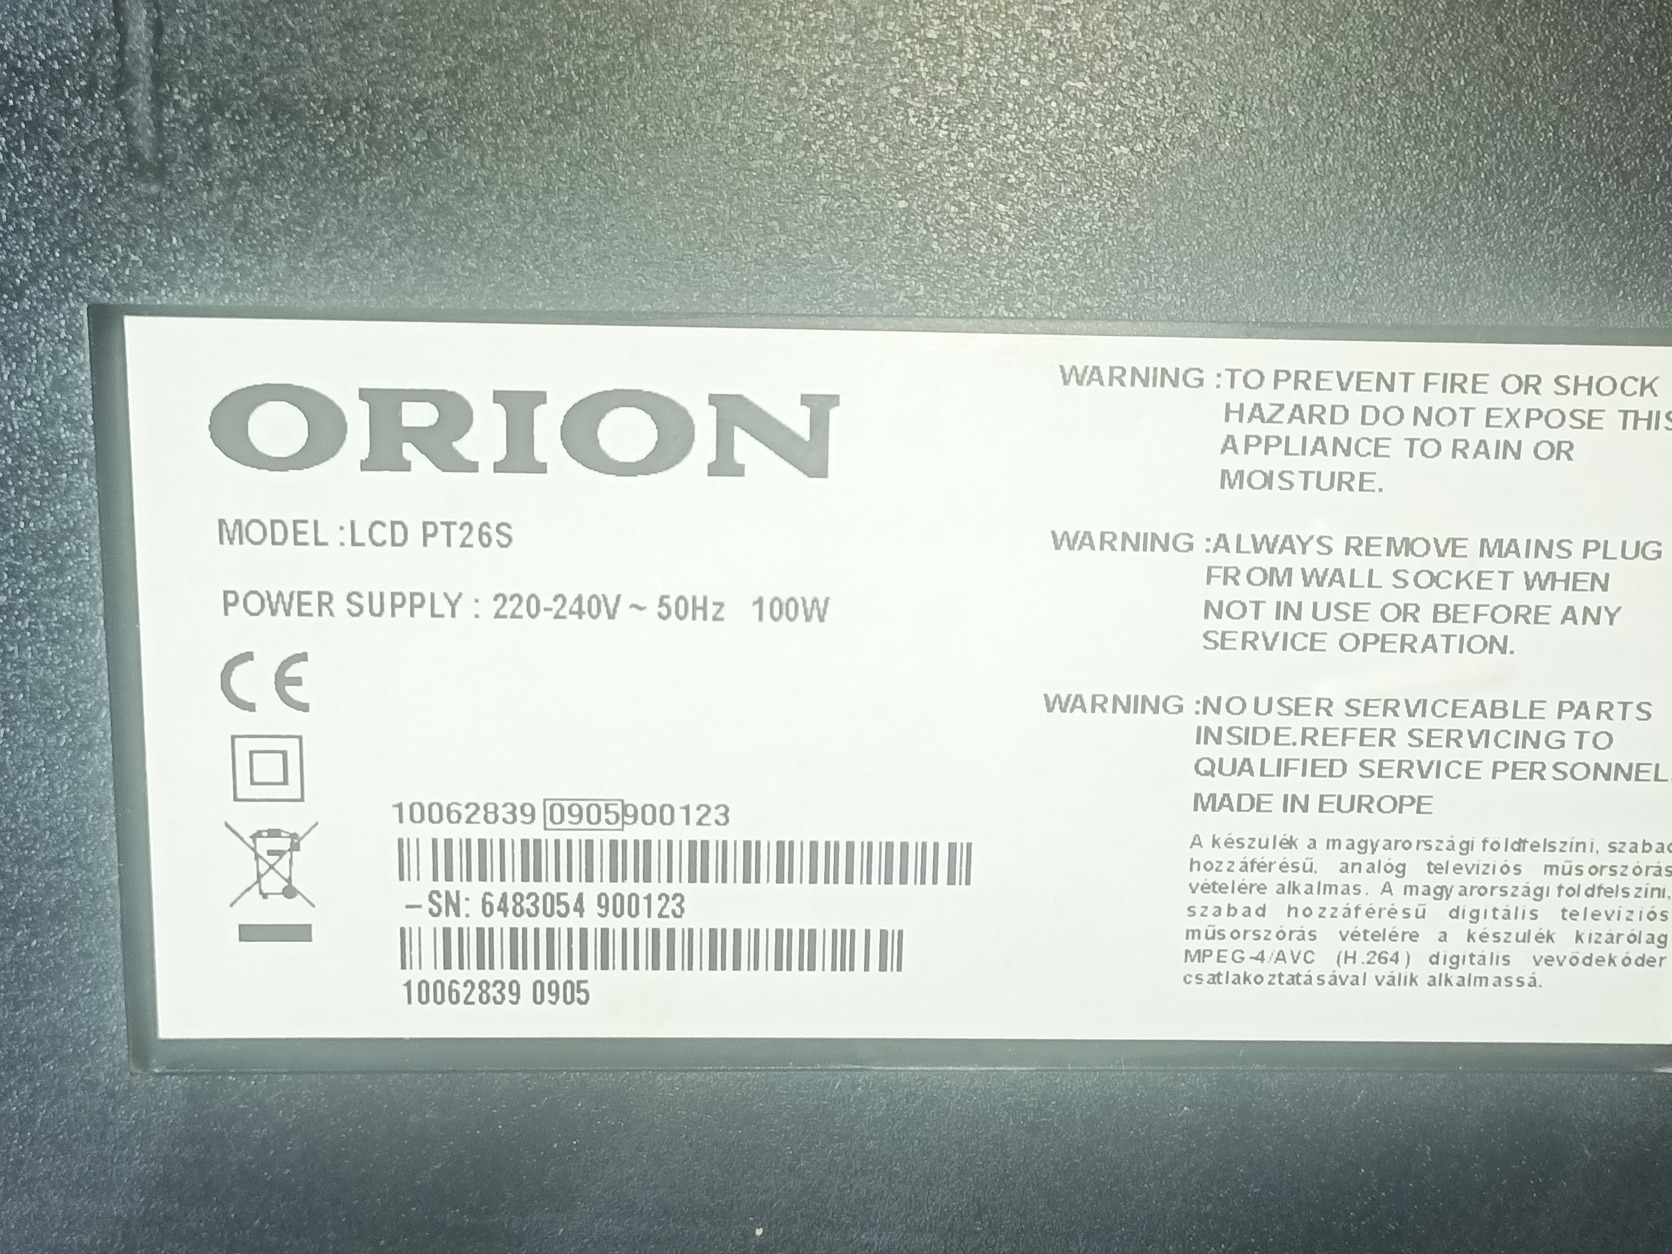 ORION
MODEL :LCD PT26S
POWER SUPPLY : 220-240V ~ 50Hz 100W
CE
10062839 0905900123
–SN: 6483054 900123
10062839 0905
WARNING :TO PREVENT FIRE OR SHOCK
HAZARD DO NOT EXPOSE THIS
APPLIANCE TO RAIN OR
MOISTURE.
WARNING :ALWAYS REMOVE MAINS PLUG
FROM WALL SOCKET WHEN
NOT IN USE OR BEFORE ANY
SERVICE OPERATION.
WARNING :NO USER SERVICEABLE PARTS
INSIDE.REFER SERVICING TO
QUALIFIED SERVICE PERSONNEL.
MADE IN EUROPE
A készülék a magyarországi földfelszíni, szabad
hozzáférésű, analóg televíziós műsorszórás
vételére alkalmas. A magyarországi földfelszíni,
szabad hozzáférésű digitális televíziós
műsorszórás vételére a készülék kizárólag
MPEG-4/AVC (H.264) digitális vevődekóder
csatlakoztatásával válik alkalmassá.